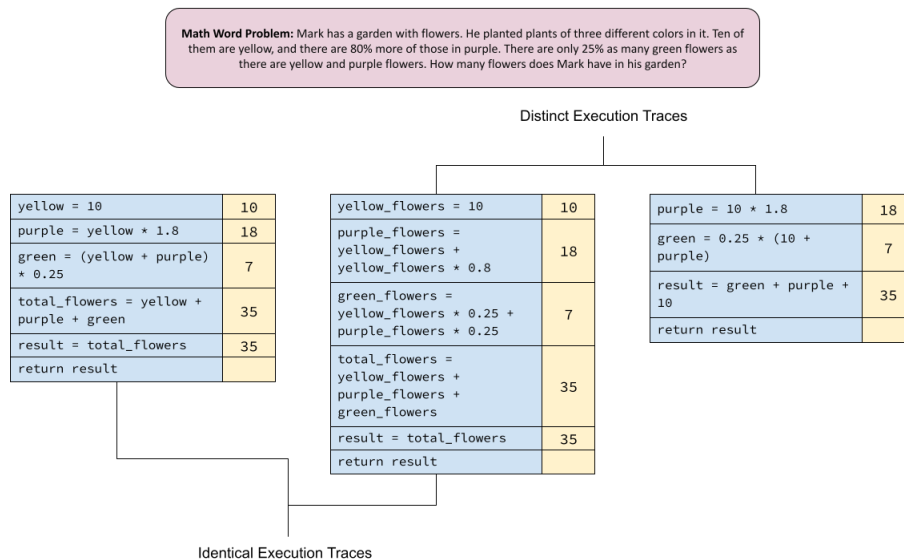 Math Word Problem: Mark has a garden with flowers. He planted plants of three different colors in it. Ten of
them are yellow, and there are 80% more of those in purple. There are only 25% as many green flowers as
there are yellow and purple flowers. How many flowers does Mark have in his garden?
Distinct Execution Traces
yellow = 10
10
purple = yellow * 1.8
18
green = (yellow + purple)
* 0.25
7
total_flowers = yellow +
purple + green
35
result = total_flowers
35
return result
yellow_flowers = 10
10
purple_flowers =
yellow_flowers +
yellow_flowers * 0.8
18
green_flowers =
yellow_flowers * 0.25 +
purple_flowers * 0.25
7
total_flowers =
yellow_flowers +
purple_flowers +
green_flowers
35
result = total_flowers
35
return result
purple = 10 * 1.8
18
green = 0.25 * (10 +
purple)
7
result = green + purple +
10
35
return result
Identical Execution Traces